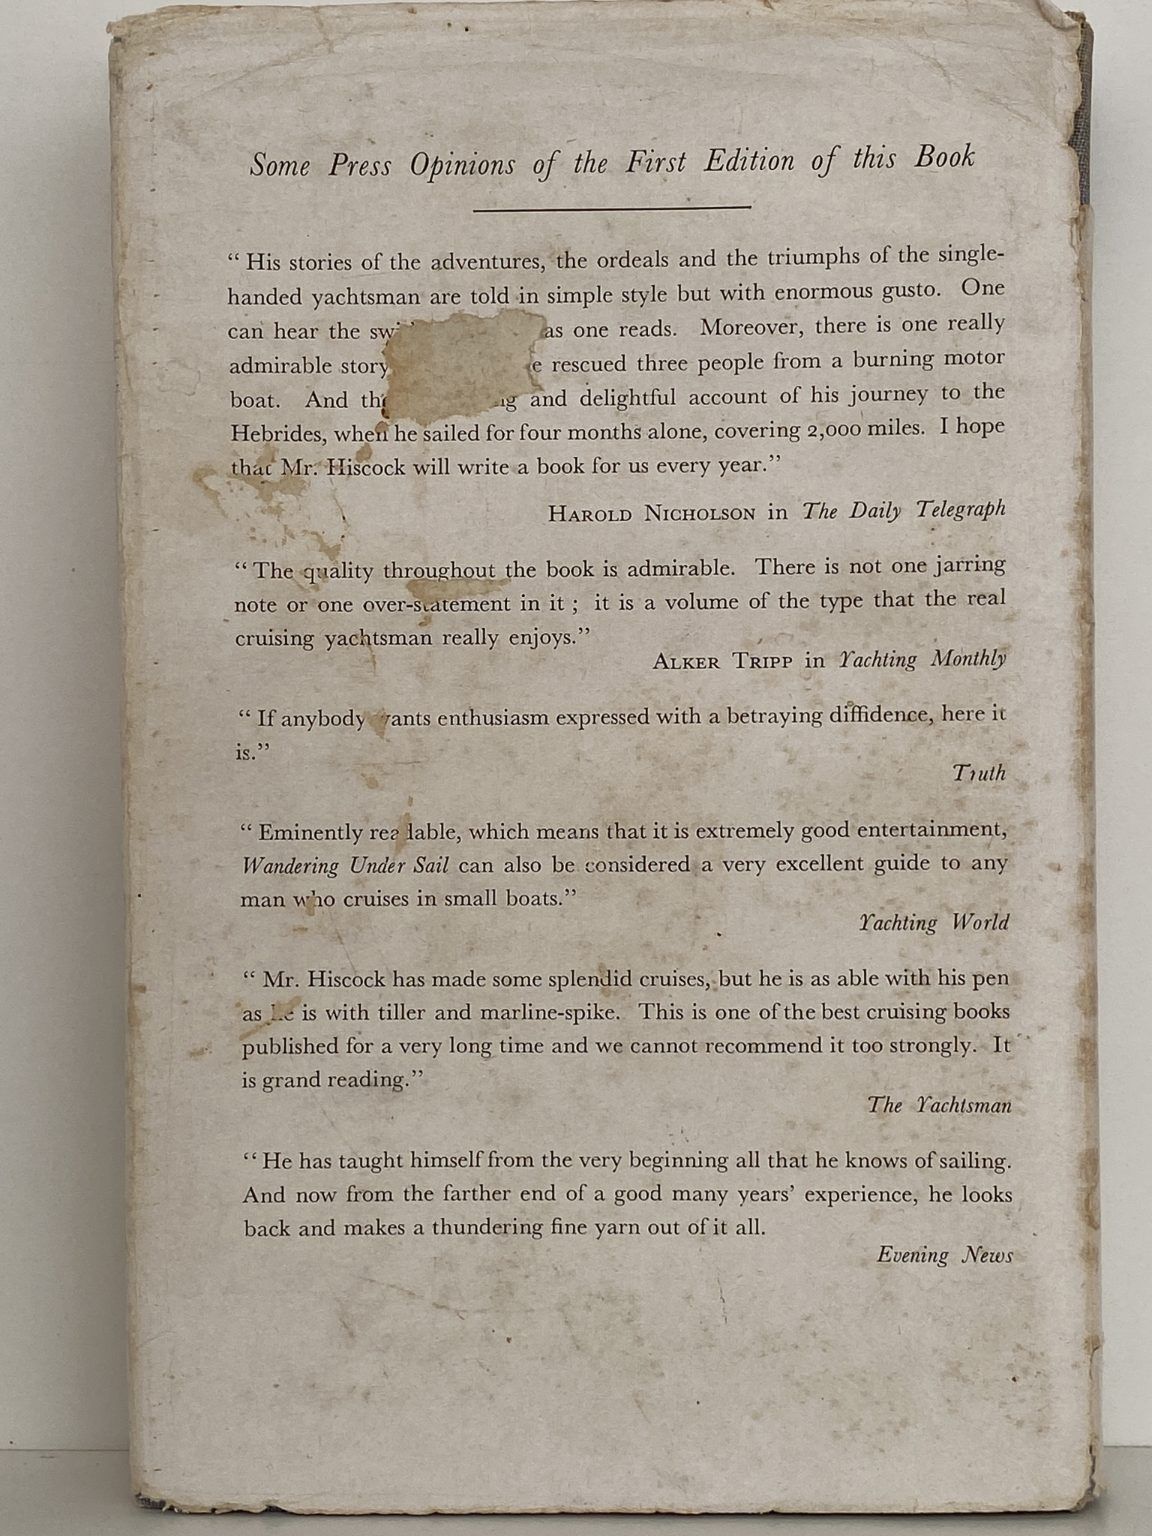 Some Press Opinions of the First Edition of this Book
“ His stories of the adventures, the ordeals and the triumphs of the single-
handed yachtsman are told in simple style but with enormous gusto. One
can hear the as one reads. Moreover, there is one really
admirable story rescued three people from a burning motor
boat. And and delightful account of his journey to the
Hebrides, when he sailed for four months alone, covering 2,000 miles. I hope
that Mr. Hiscock will write a book for us every year.”
HAROLD NICHOLSON in The Daily Telegraph
“ The quality throughout the book is admirable. There is not one jarring
note or one over-statement in it ; it is a volume of the type that the real
cruising yachtsman really enjoys.”
ALKER TRIPP in Yachting Monthly
“ If anybody wants enthusiasm expressed with a betraying diffidence, here it
is.”
Truth
“ Eminently readable, which means that it is extremely good entertainment,
Wandering Under Sail can also be considered a very excellent guide to any
man who cruises in small boats.”
Yachting World
“ Mr. Hiscock has made some splendid cruises, but he is as able with his pen
as he is with tiller and marline-spike. This is one of the best cruising books
published for a very long time and we cannot recommend it too strongly. It
is grand reading.”
The Yachtsman
“ He has taught himself from the very beginning all that he knows of sailing.
And now from the farther end of a good many years’ experience, he looks
back and makes a thundering fine yarn out of it all.
Evening News